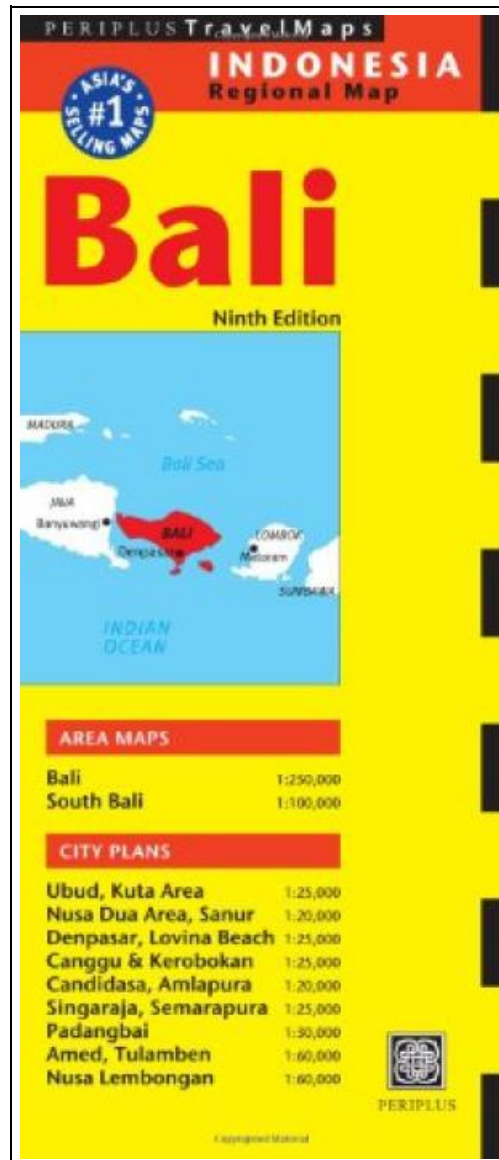 PERIPLUS TravelMaps
INDONESIA
Regional Map
ASIA'S
#1
SELLING MAPS
Bali
Ninth Edition
MADURA
Bali Sea
JAVA
Banyuwangi
BALI
LOMBOK
Denpasar
Mataram
SUMBAWA
INDIAN
OCEAN
AREA MAPS
Bali 1:250,000
South Bali 1:100,000
CITY PLANS
Ubud, Kuta Area 1:25,000
Nusa Dua Area, Sanur 1:20,000
Denpasar, Lovina Beach 1:25,000
Canggu & Kerobokan 1:25,000
Candidasa, Amlapura 1:20,000
Singaraja, Semarapura 1:25,000
Padangbai 1:30,000
Amed, Tulamben 1:60,000
Nusa Lembongan 1:60,000
PERIPLUS
Copyrighted Material